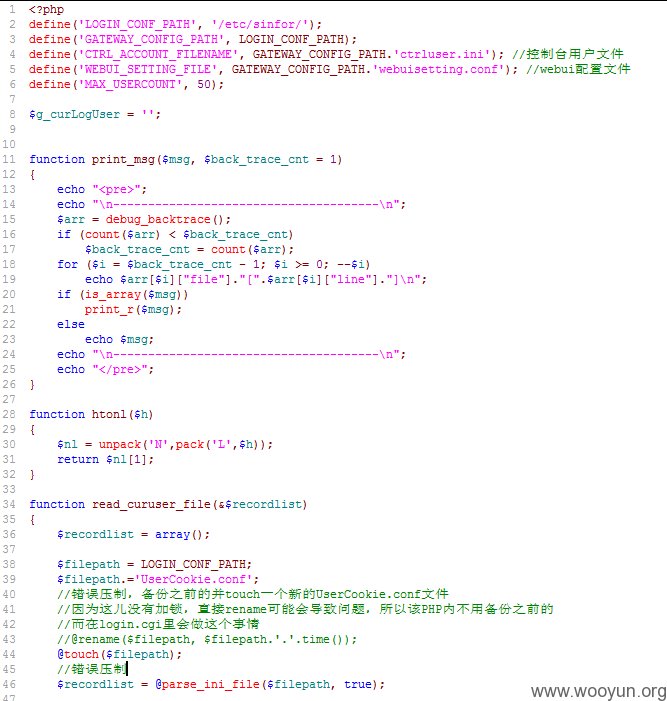 1 <?php
2 define('LOGIN_CONF_PATH', '/etc/sinfor/');
3 define('GATEWAY_CONFIG_PATH', LOGIN_CONF_PATH);
4 define('CTRL_ACCOUNT_FILENAME', GATEWAY_CONFIG_PATH.'ctrluser.ini'); //控制台用户文件
5 define('WEBUI_SETTING_FILE', GATEWAY_CONFIG_PATH.'webuisetting.conf'); //webui配置文件
6 define('MAX_USERCOUNT', 50);
7
8 $g_curLogUser = '';
9
10
11 function print_msg($msg, $back_trace_cnt = 1)
12 {
13 echo "<pre>";
14 echo "\n--------------------------------------\n";
15 $arr = debug_backtrace();
16 if (count($arr) < $back_trace_cnt)
17 $back_trace_cnt = count($arr);
18 for ($i = $back_trace_cnt - 1; $i >= 0; --$i)
19 echo $arr[$i]["file"]."[".$arr[$i]["line"]."]\n";
20 if (is_array($msg))
21 print_r($msg);
22 else
23 echo $msg;
24 echo "\n--------------------------------------\n";
25 echo "</pre>";
26 }
27
28 function htonl($h)
29 {
30 $nl = unpack('N',pack('L',$h));
31 return $nl[1];
32 }
33
34 function read_curuser_file(&$recordlist)
35 {
36 $recordlist = array();
37
38 $filepath = LOGIN_CONF_PATH;
39 $filepath.='UserCookie.conf';
40 //错误压制，备份之前的并touch一个新的UserCookie.conf文件
41 //因为这儿没有加锁，直接rename可能会导致问题，所以该PHP内不用备份之前的
42 //而在login.cgi里会做这个事情
43 //@rename($filepath, $filepath.'.'.time());
44 @touch($filepath);
45 //错误压制
46 $recordlist = @parse_ini_file($filepath, true);
47
www.wooyun.org